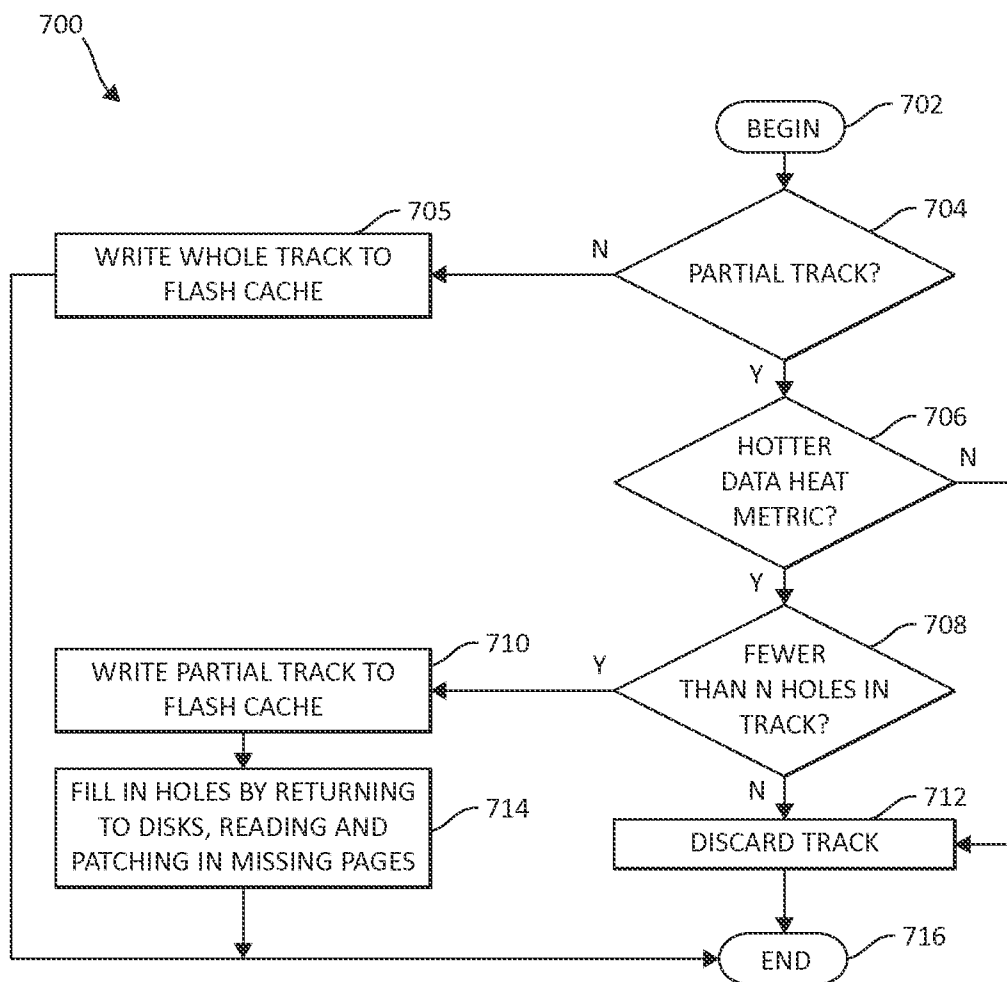 700
BEGIN
702
PARTIAL TRACK?
704
N
WRITE WHOLE TRACK TO
FLASH CACHE
705
Y
HOTTER
DATA HEAT
METRIC?
706
N
Y
FEWER
THAN N HOLES IN
TRACK?
708
Y
WRITE PARTIAL TRACK TO
FLASH CACHE
710
FILL IN HOLES BY RETURNING
TO DISKS, READING AND
PATCHING IN MISSING PAGES
714
N
DISCARD TRACK
712
END
716